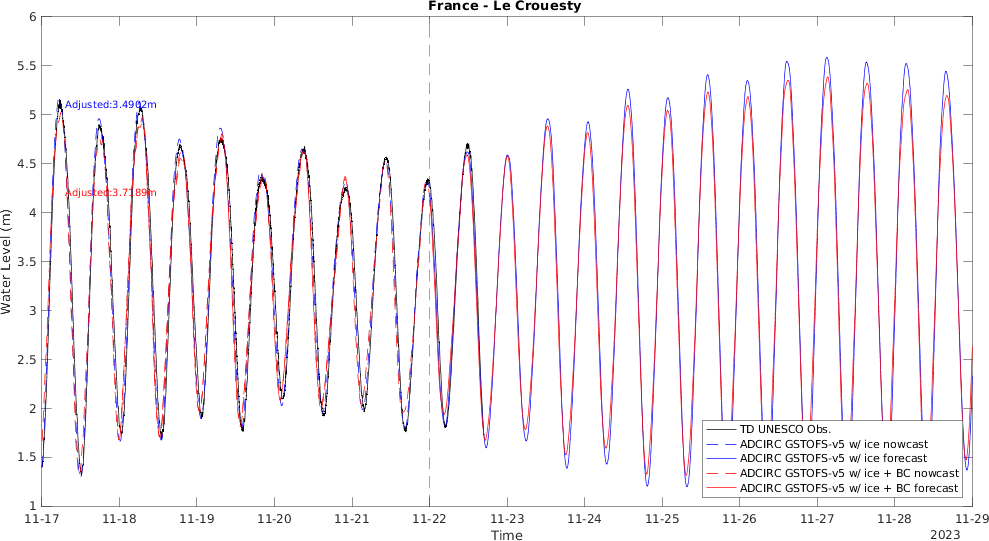 France - Le Crouesty
6
5.5
5
4.5
4
3.5
3
2.5
2
1.5
1
Water Level (m)
Adjusted:3.4902m
Adjusted:3.7189m
TD UNESCO Obs.
ADCIRC GSTOFS-v5 w/ ice nowcast
ADCIRC GSTOFS-v5 w/ ice forecast
ADCIRC GSTOFS-v5 w/ ice + BC nowcast
ADCIRC GSTOFS-v5 w/ ice + BC forecast
11-17 11-18 11-19 11-20 11-21 11-22 11-23 11-24 11-25 11-26 11-27 11-28 11-29
Time
2023